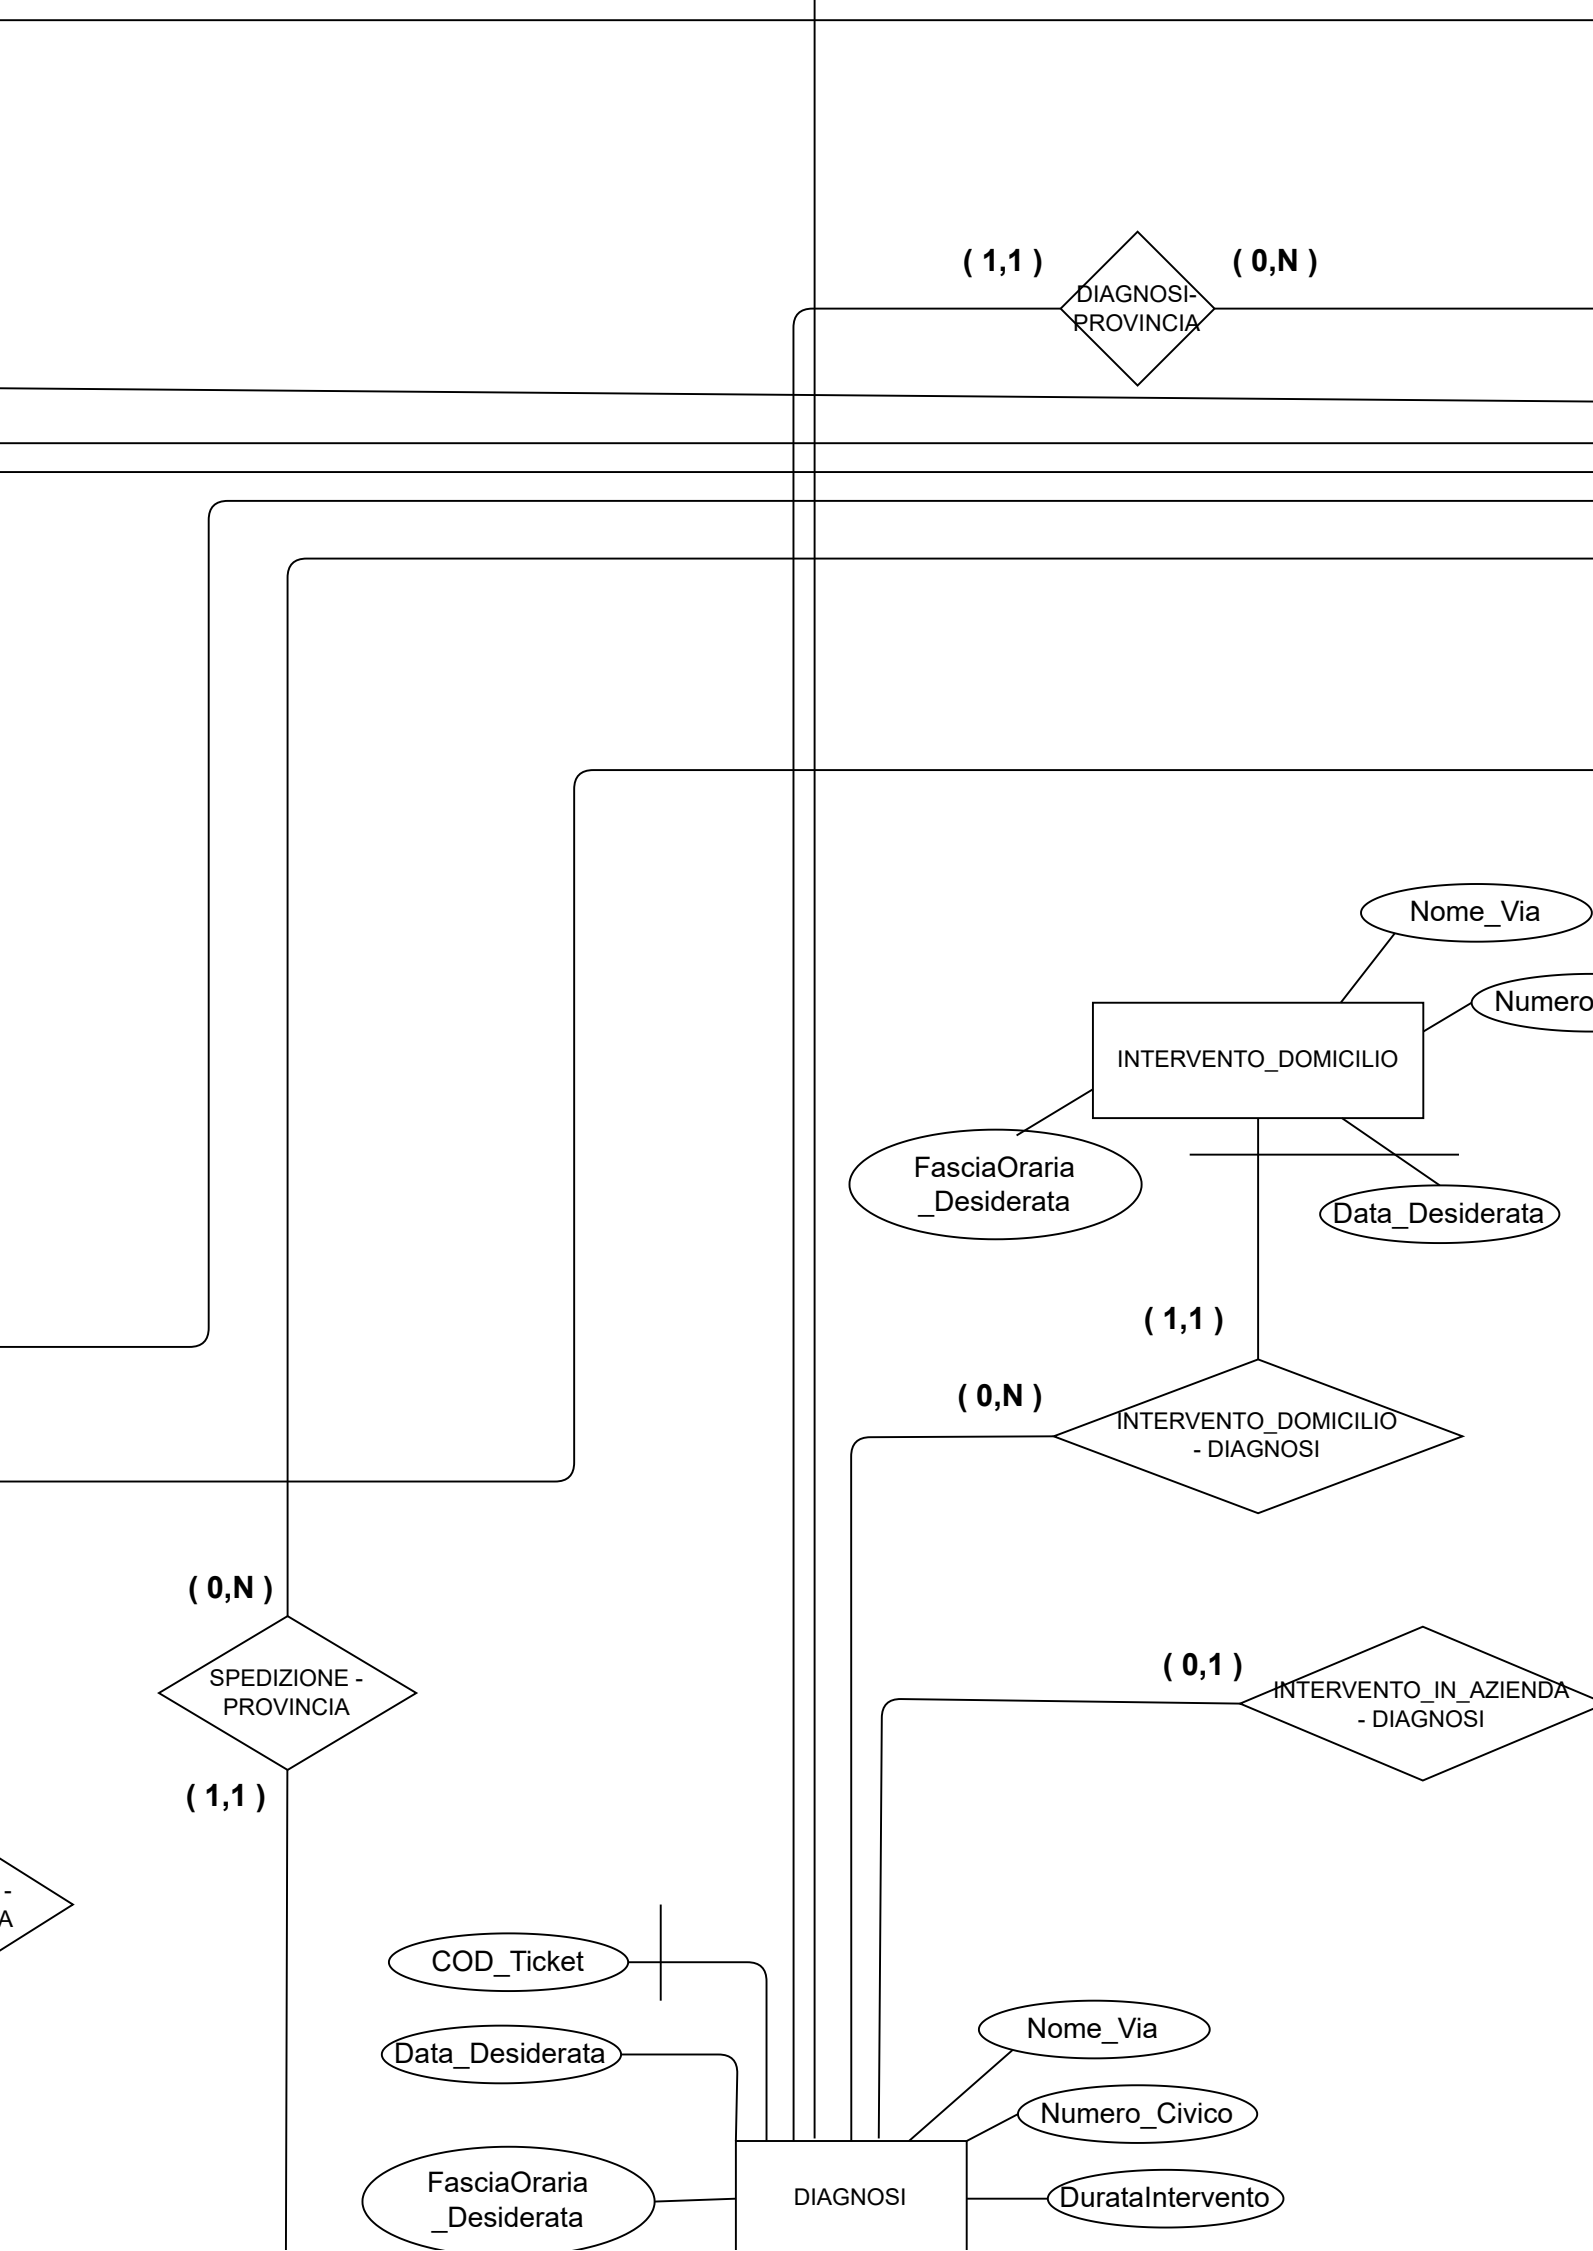 ( 1,1 )
( 0,N )
DIAGNOSI-
PROVINCIA
Nome_Via
Numero
INTERVENTO_DOMICILIO
FasciaOraria
_Desiderata
Data_Desiderata
( 1,1 )
( 0,N )
INTERVENTO_DOMICILIO
- DIAGNOSI
( 0,N )
SPEDIZIONE -
PROVINCIA
( 1,1 )
( 0,1 )
INTERVENTO_IN_AZIENDA
- DIAGNOSI
-
A
COD_Ticket
Data_Desiderata
FasciaOraria
_Desiderata
Nome_Via
Numero_Civico
DIAGNOSI
DurataIntervento